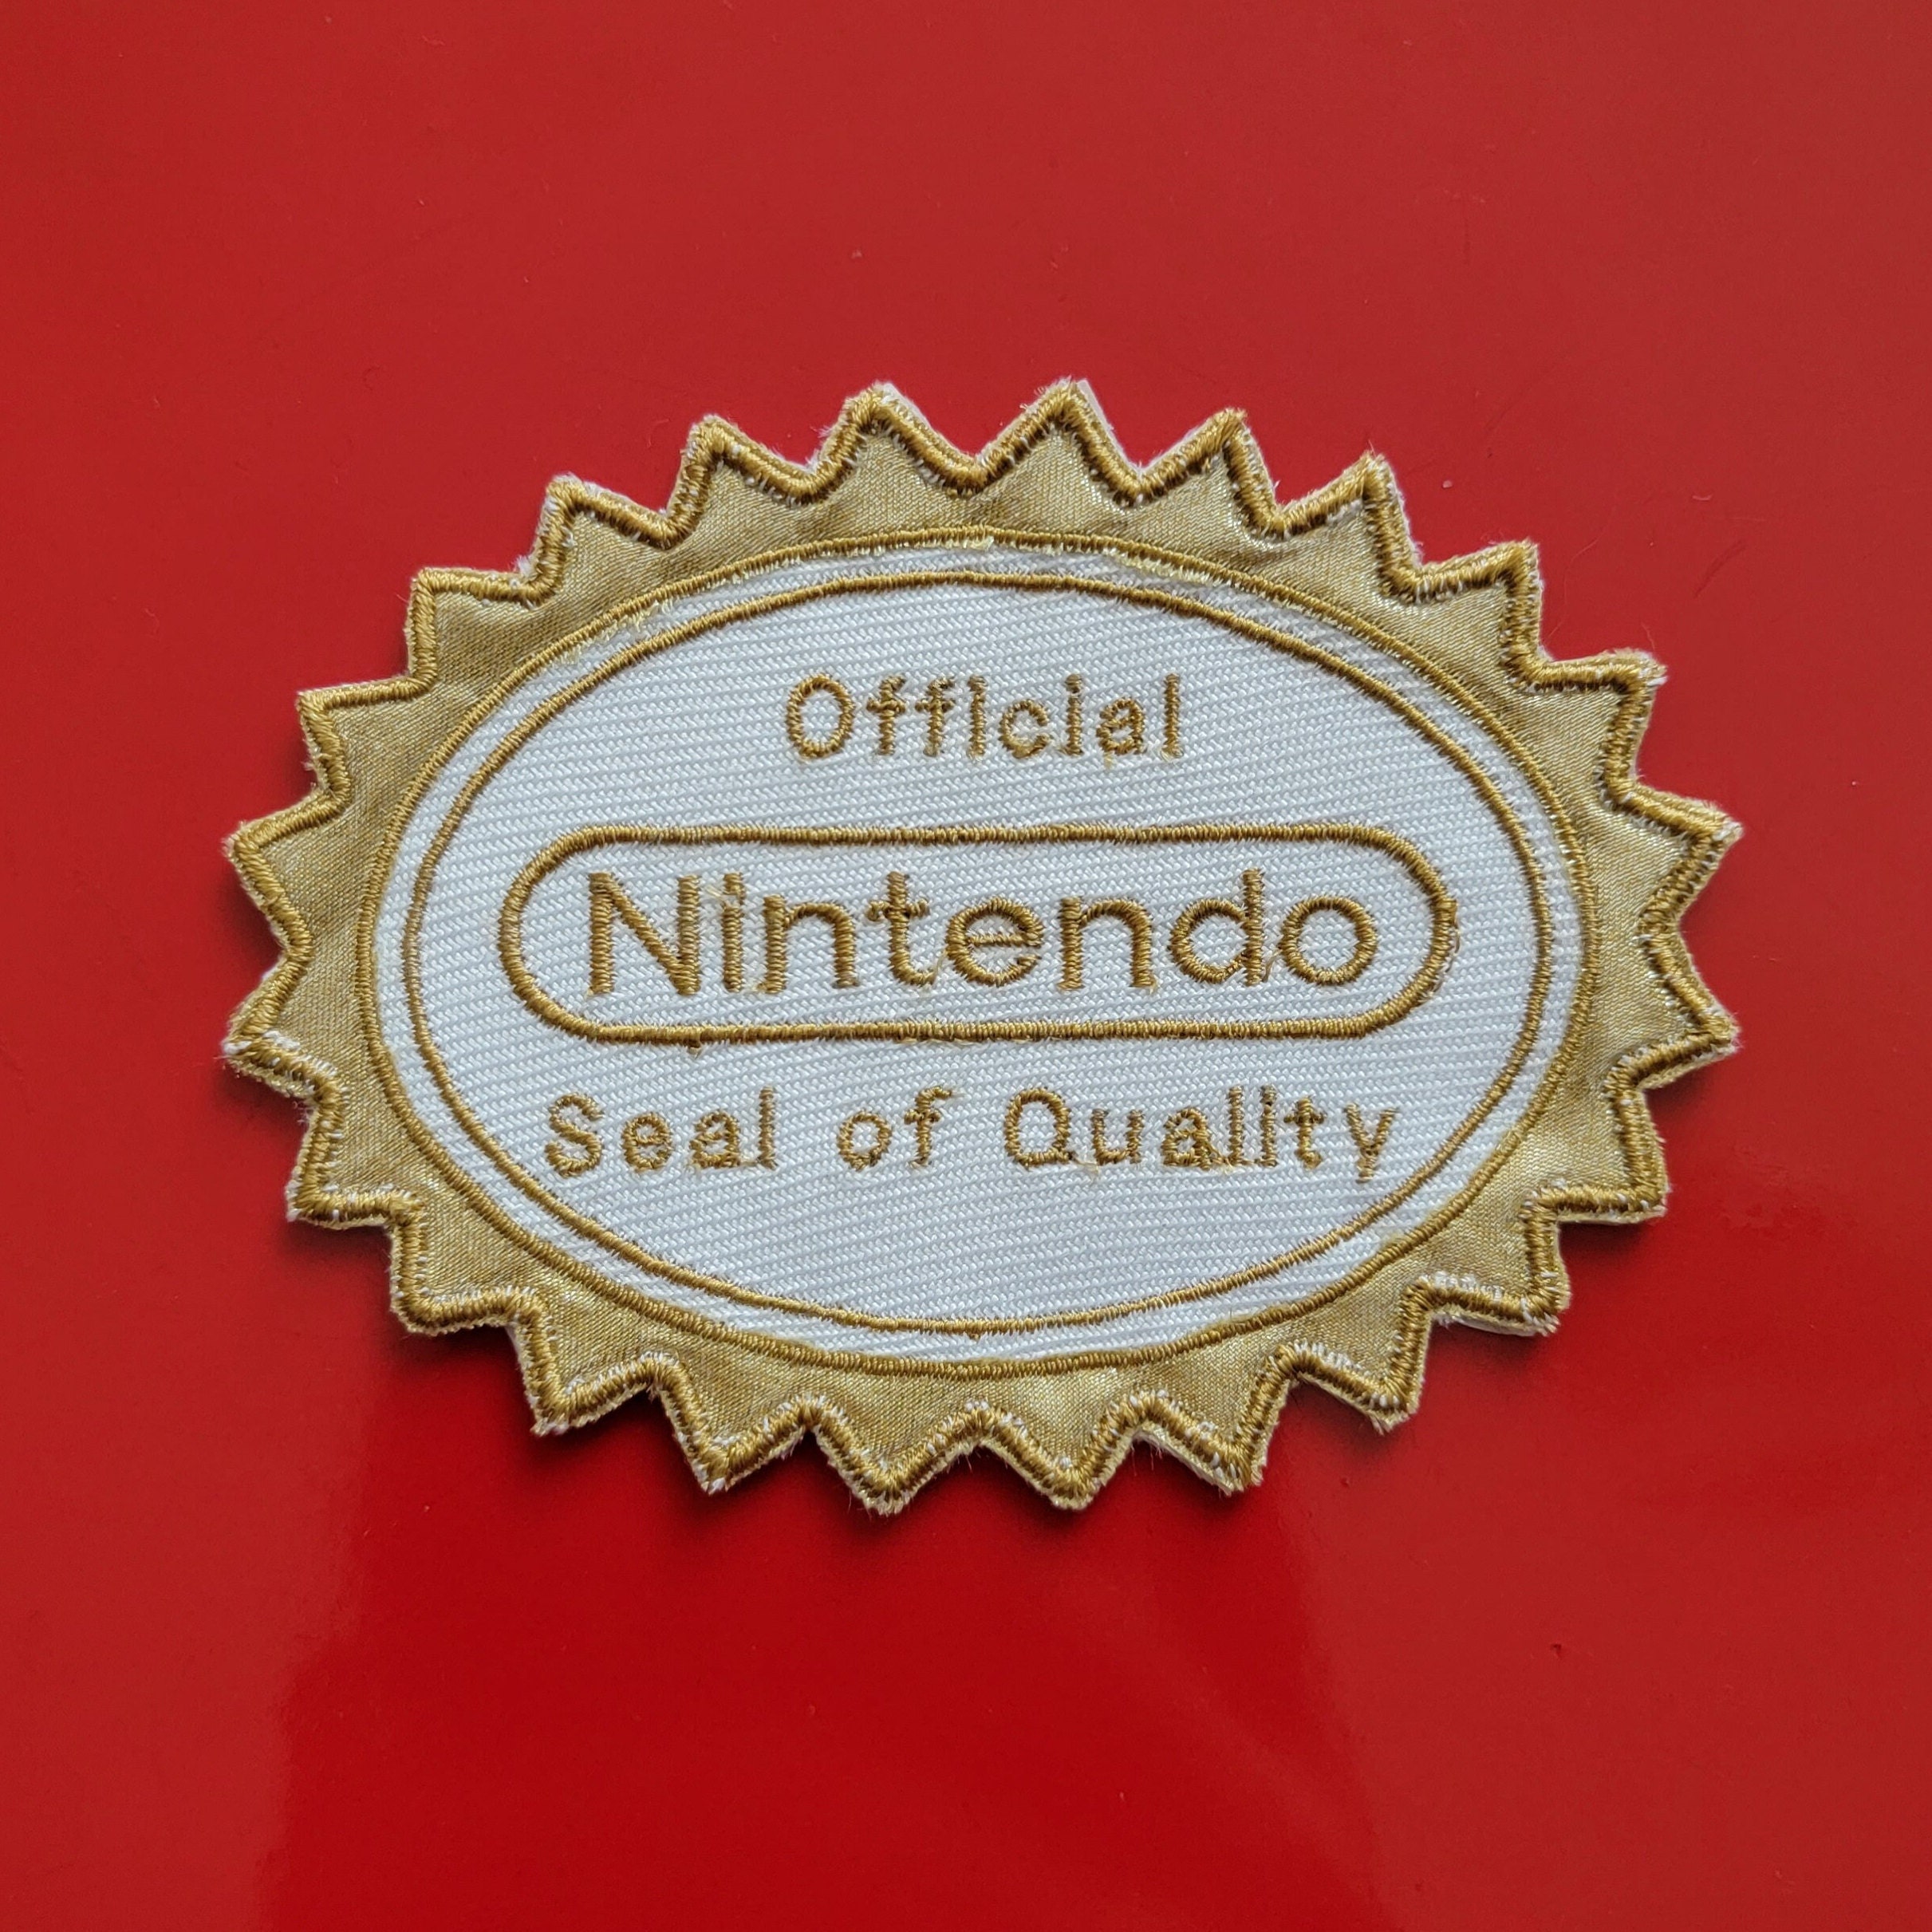 Official
Nintendo
Seal of Quality